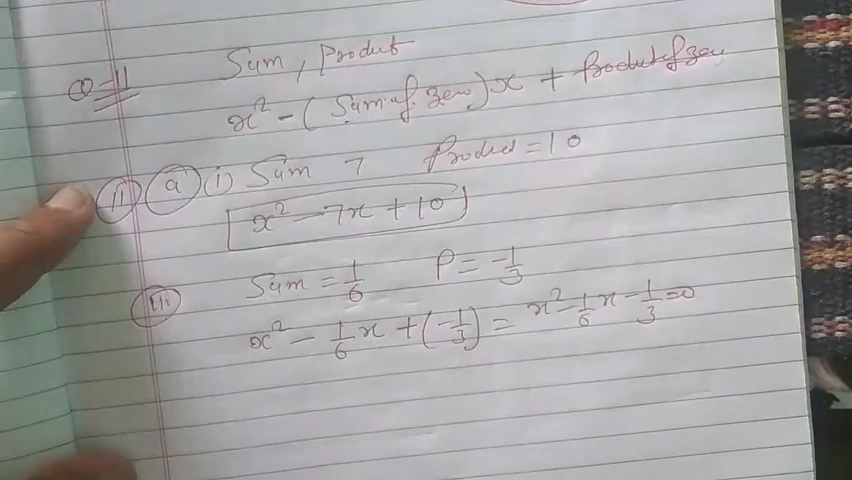 Q-11 Sum, Product
x² - (Sum of zero)x + Product of zero
(ii) (a) (i) Sum 7 Product = 10
x² - 7x + 10
(iii) Sum = 1/6 P = -1/3
x² - 1/6 x + (-1/3) = x² - 1/6 x - 1/3 = 0